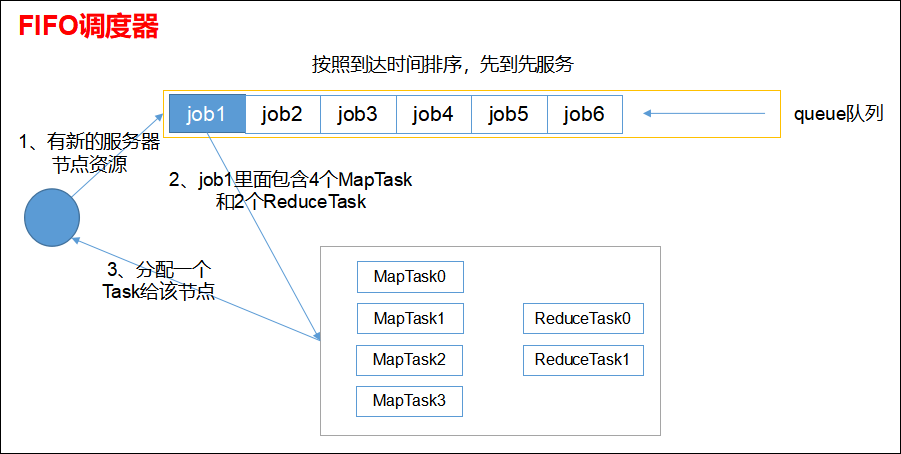 FIFO调度器
按照到达时间排序，先到先服务
job1 job2 job3 job4 job5 job6
queue队列
1、有新的服务器
节点资源
2、job1里面包含4个MapTask
和2个ReduceTask
3、分配一个
Task给该节点
MapTask0
MapTask1 ReduceTask0
MapTask2 ReduceTask1
MapTask3